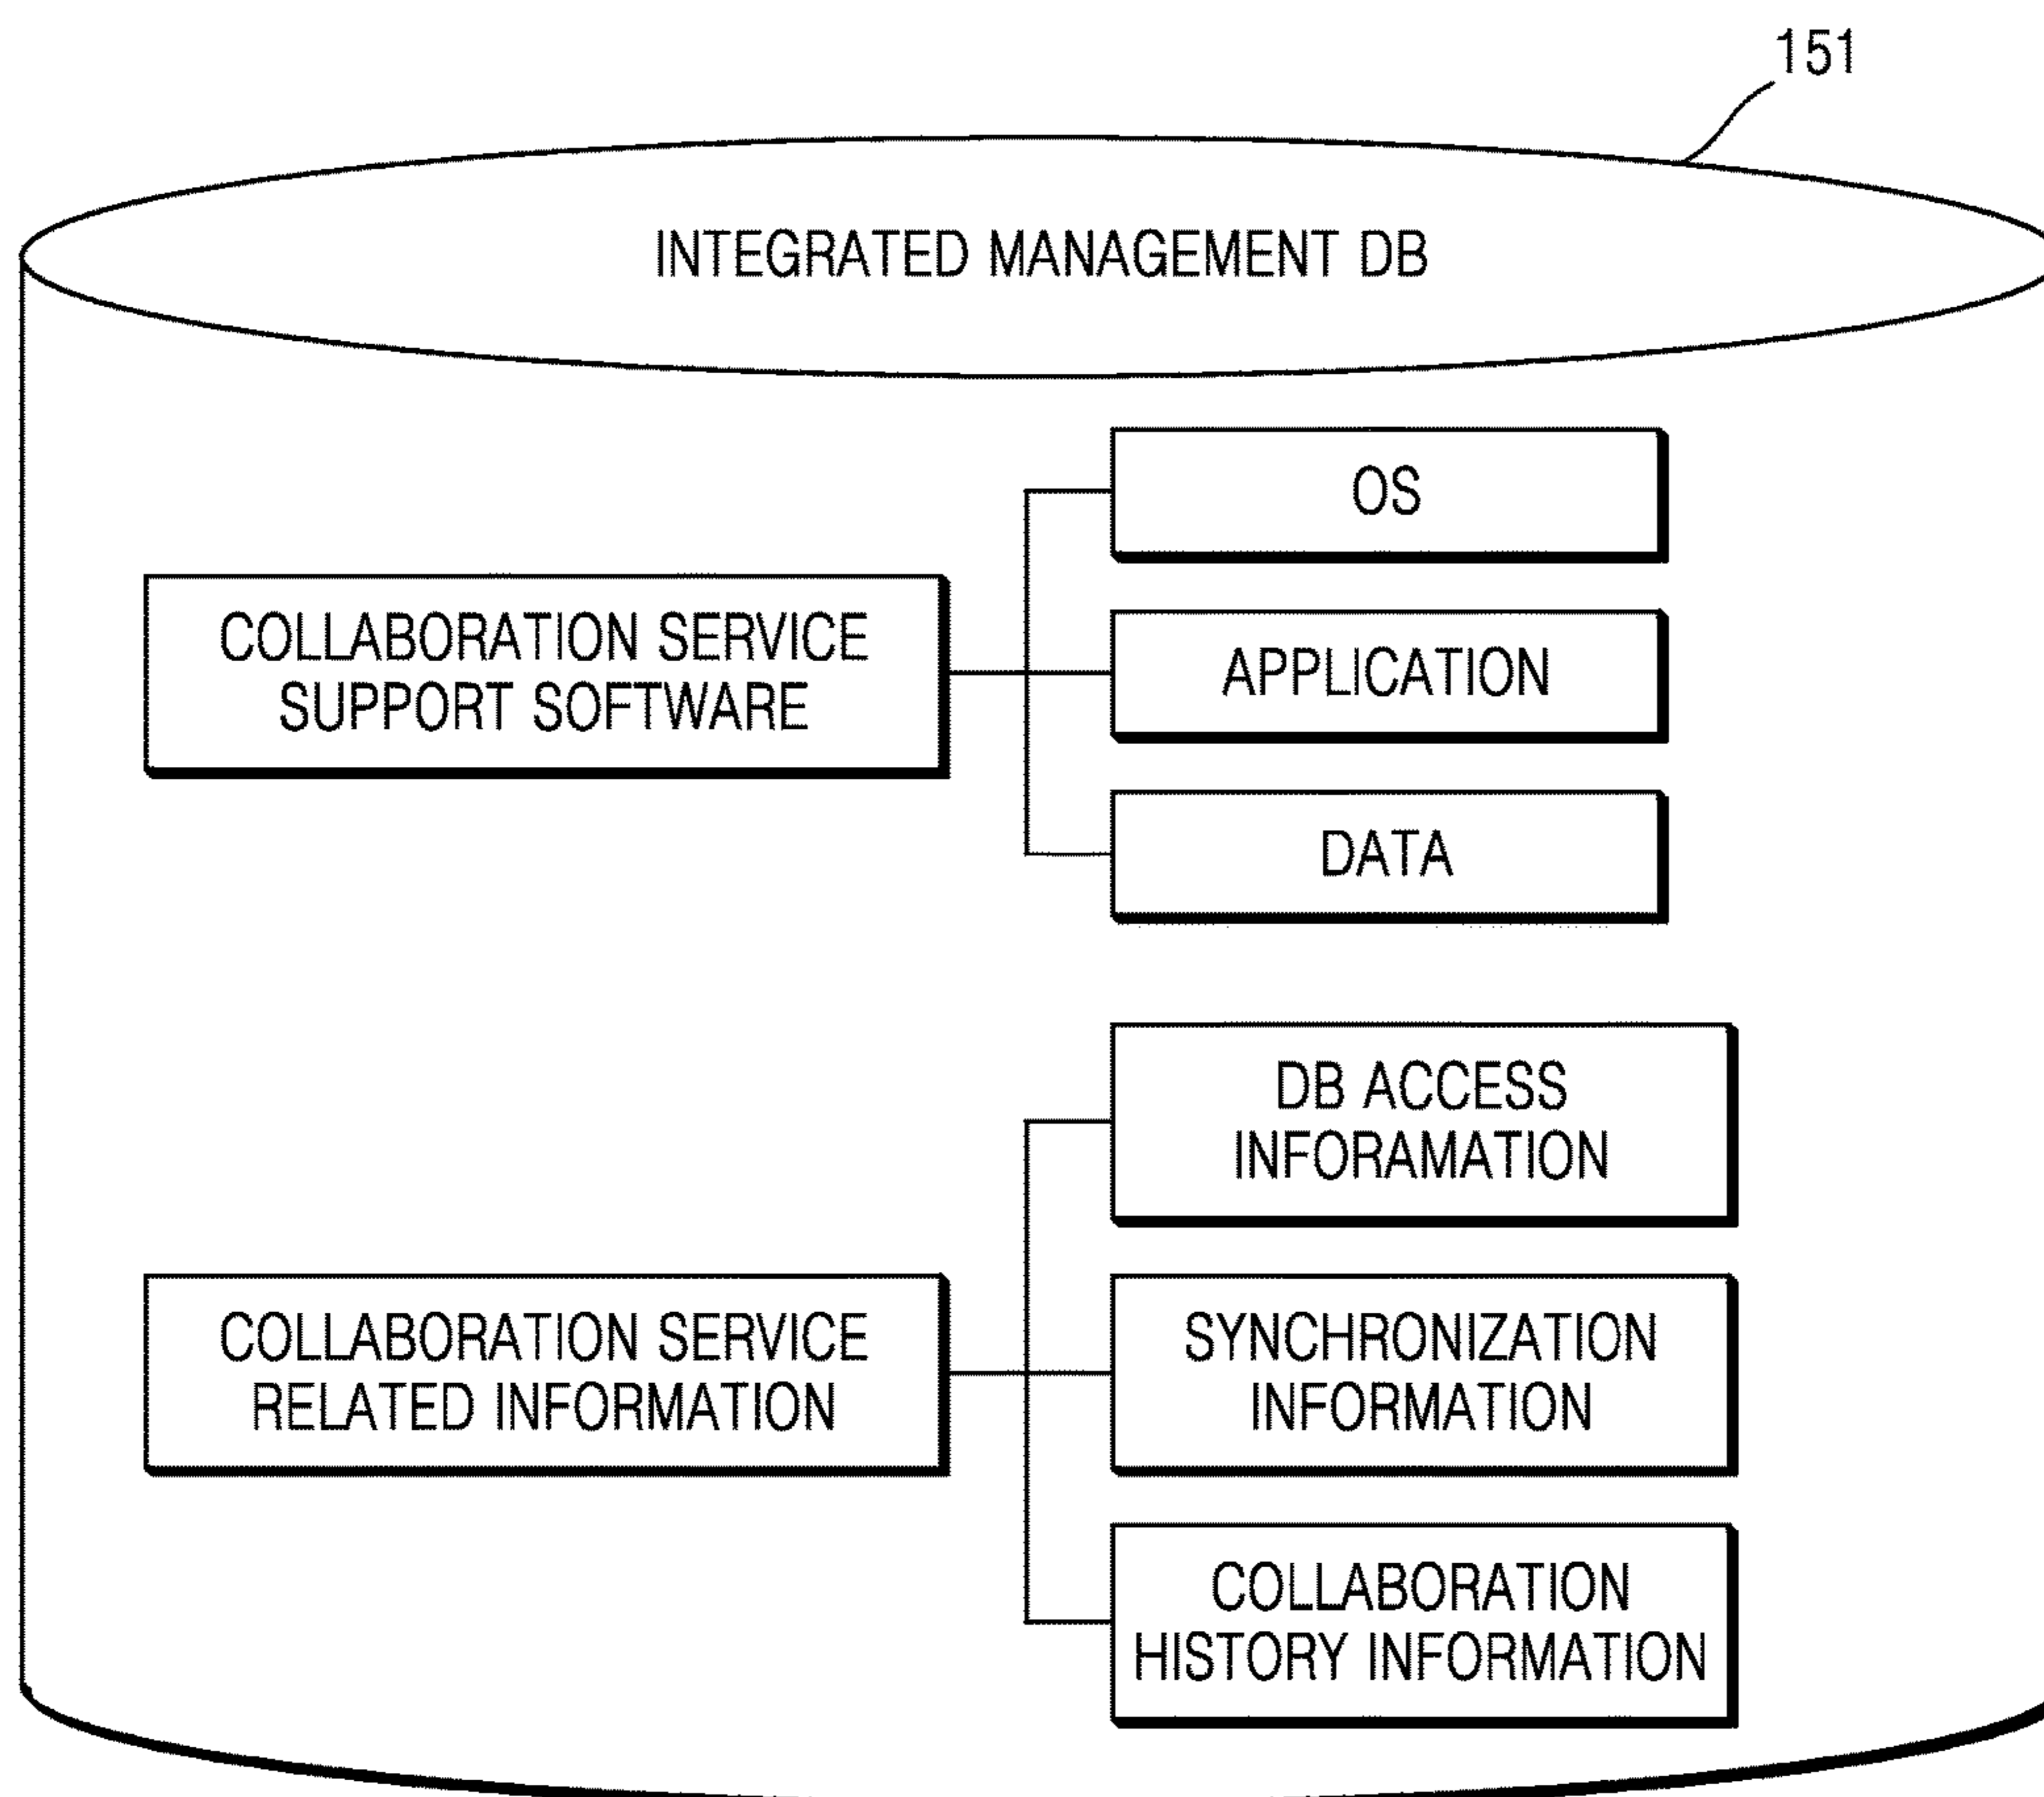 151
INTEGRATED MANAGEMENT DB
COLLABORATION SERVICE
SUPPORT SOFTWARE
OS
APPLICATION
DATA
COLLABORATION SERVICE
RELATED INFORMATION
DB ACCESS
INFORAMATION
SYNCHRONIZATION
INFORMATION
COLLABORATION
HISTORY INFORMATION